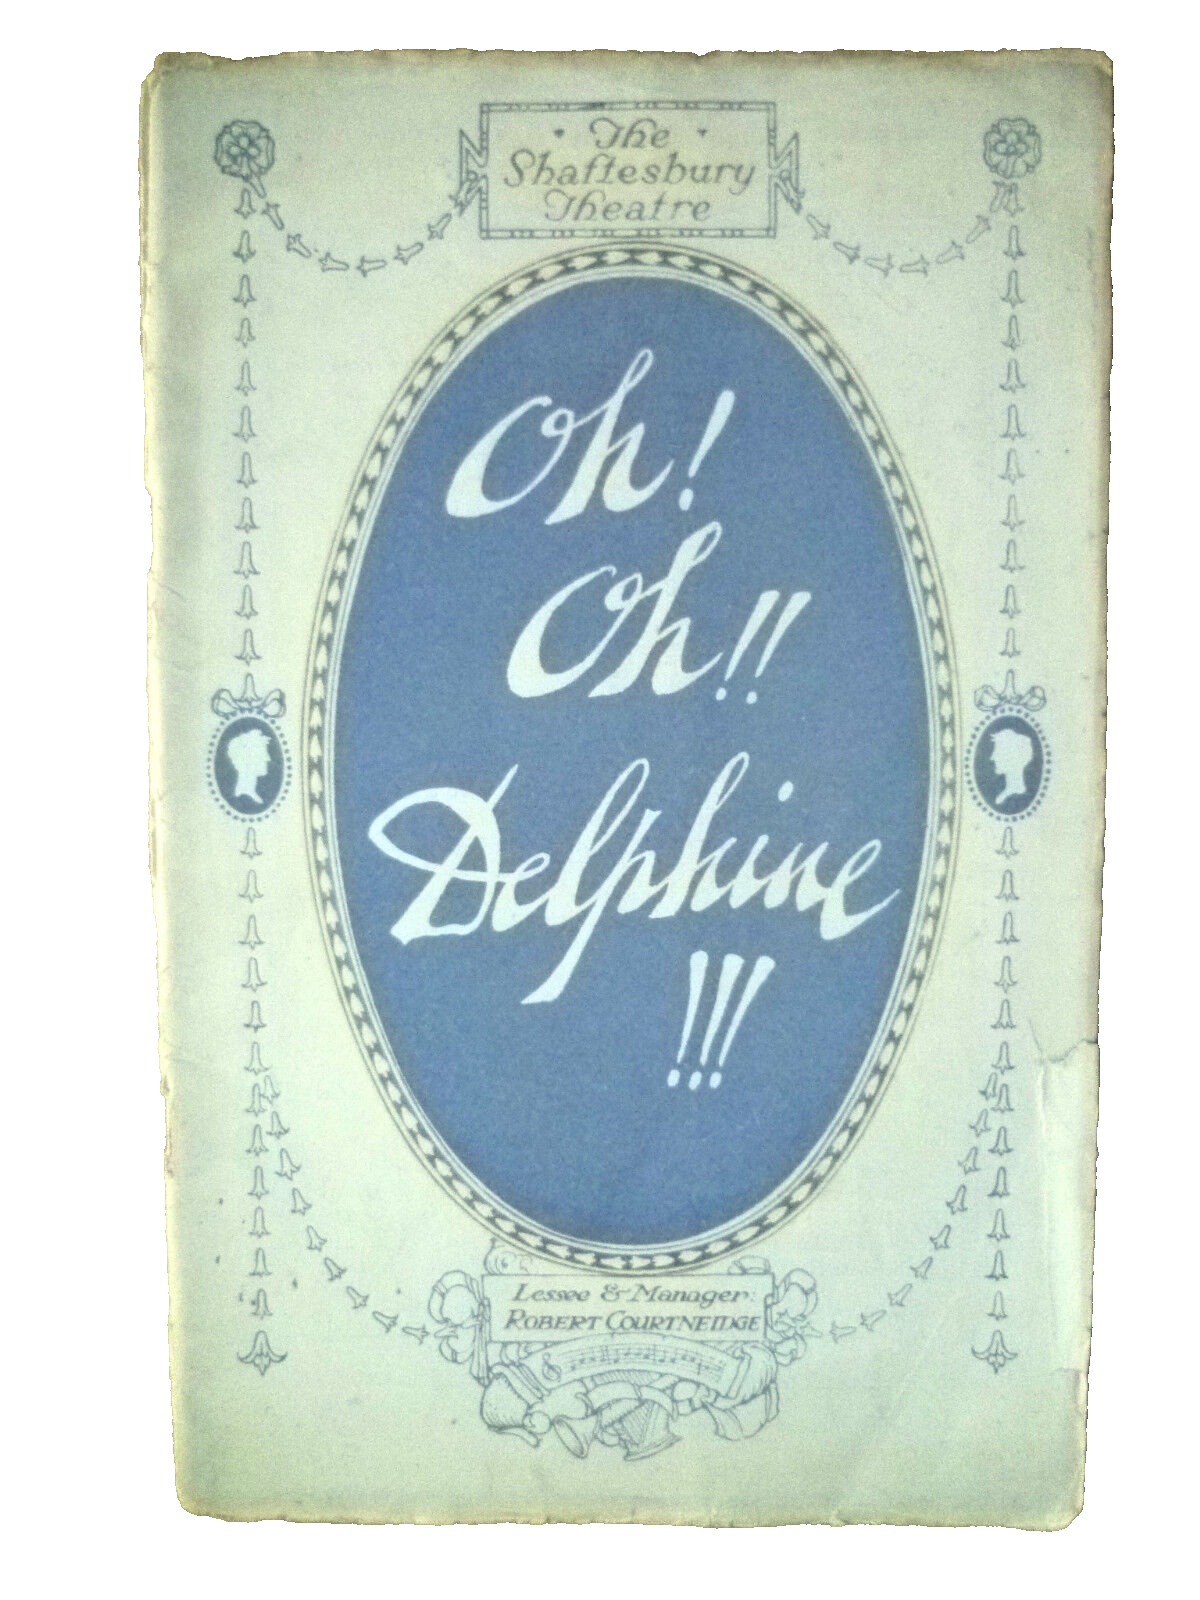 The
Shaftesbury
Theatre
Oh!
Oh!!
Delphine
!!!
Lessee & Manager:
ROBERT COURTNEIDGE